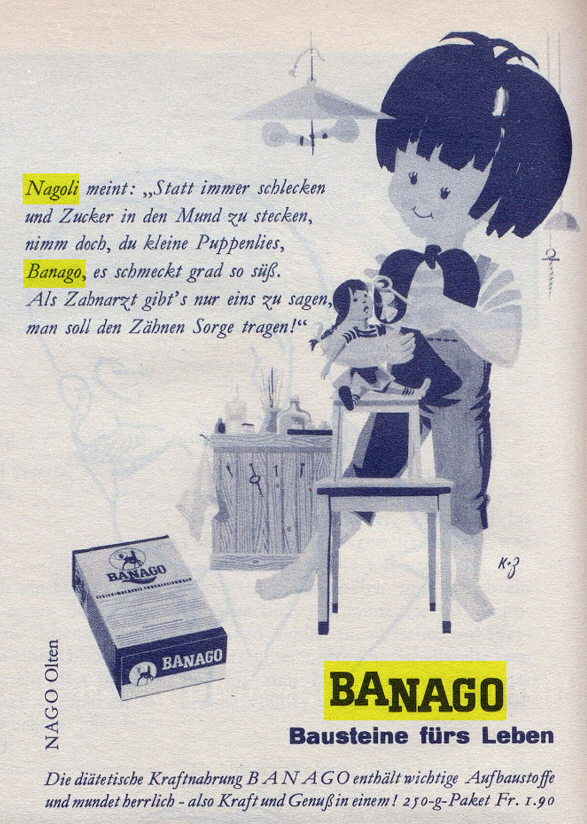 Nagoli meint: „Statt immer schlecken
und Zucker in den Mund zu stecken,
nimm doch, du kleine Puppenlies,
Banago, es schmeckt grad so süß.
Als Zahnarzt gibt's nur eins zu sagen,
man soll den Zähnen Sorge tragen!“
K+Z
BANAGO
BANAGO
NAGO Olten
BANAGO
Bausteine fürs Leben
Die diätetische Kraftnahrung BANAGO enthält wichtige Aufbaustoffe
und mundet herrlich - also Kraft und Genuß in einem! 250-g-Paket Fr. 1.90